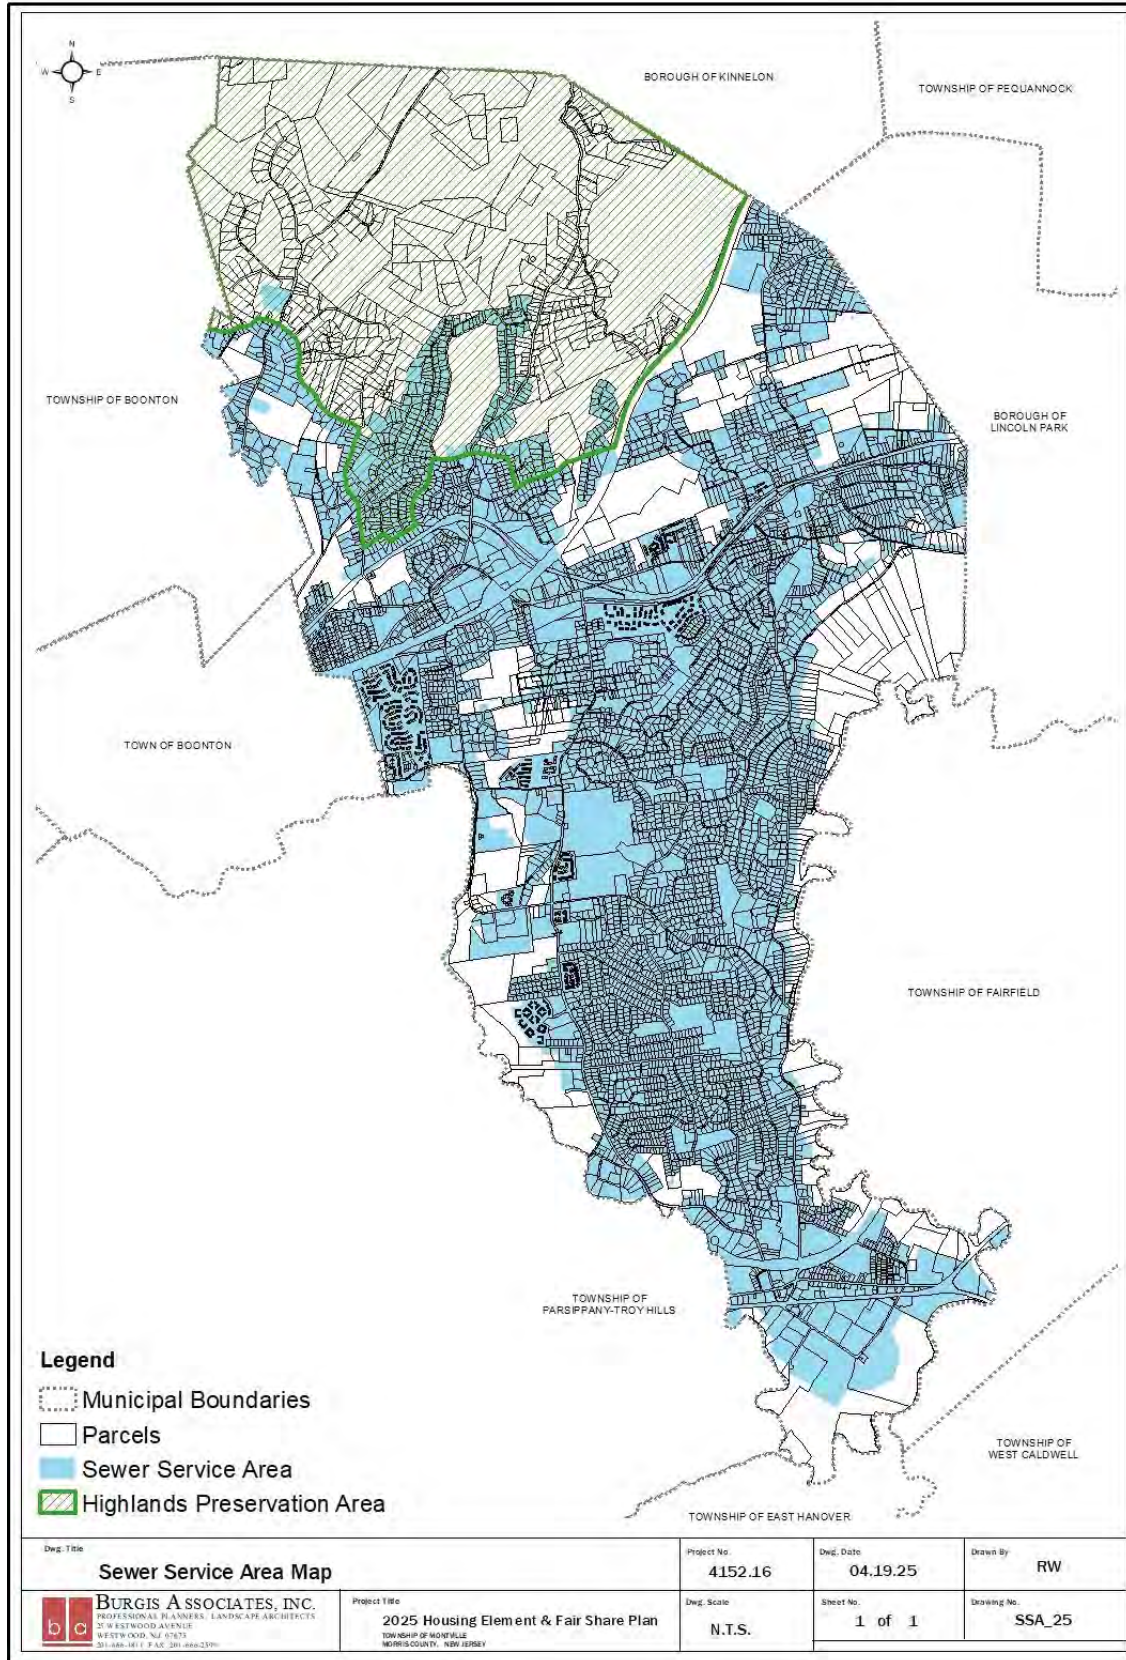 N
W E
S
BOROUGH OF KINNELON
TOWNSHIP OF PEQUANNOCK
TOWNSHIP OF BOONTON
BOROUGH OF
LINCOLN PARK
TOWN OF BOONTON
TOWNSHIP OF FAIRFIELD
TOWNSHIP OF
PARSIPPANY-TROY HILLS
TOWNSHIP OF
WEST CALDWELL
TOWNSHIP OF EAST HANOVER
Legend
Municipal Boundaries
Parcels
Sewer Service Area
Highlands Preservation Area
Dwg. Title
Sewer Service Area Map
Project No.
4152.16
Dwg. Date
04.19.25
Drawn By
RW
ba
BURGIS ASSOCIATES, INC.
PROFESSIONAL PLANNERS, LANDSCAPE ARCHITECTS
25 WESTWOOD AVENUE
WESTWOOD, NJ 07675
Project Title
2025 Housing Element & Fair Share Plan
TOWNSHIP OF MONTVILLE
MORRIS COUNTY, NEW JERSEY
Dwg. Scale
N.T.S.
Sheet No.
1 of 1
Drawing No.
SSA_25